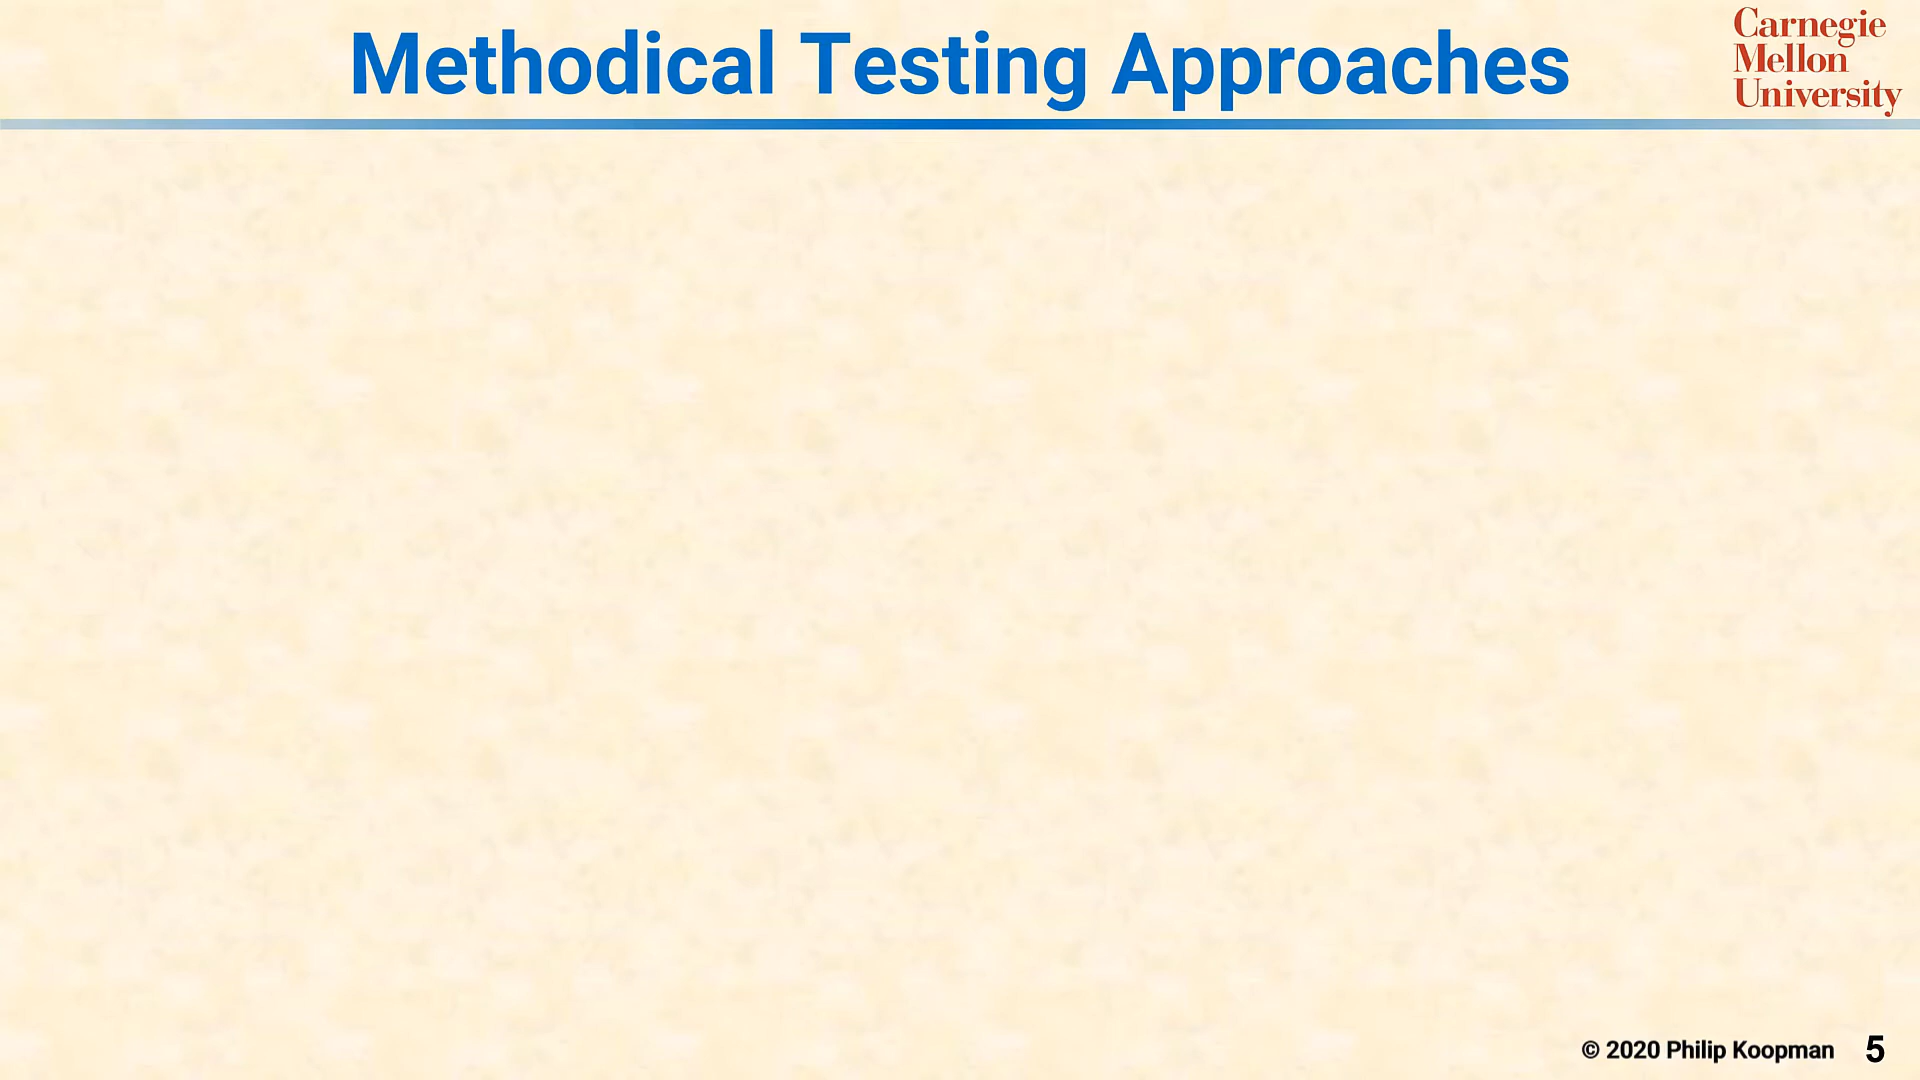 Methodical Testing Approaches
Carnegie
Mellon
University
© 2020 Philip Koopman 5